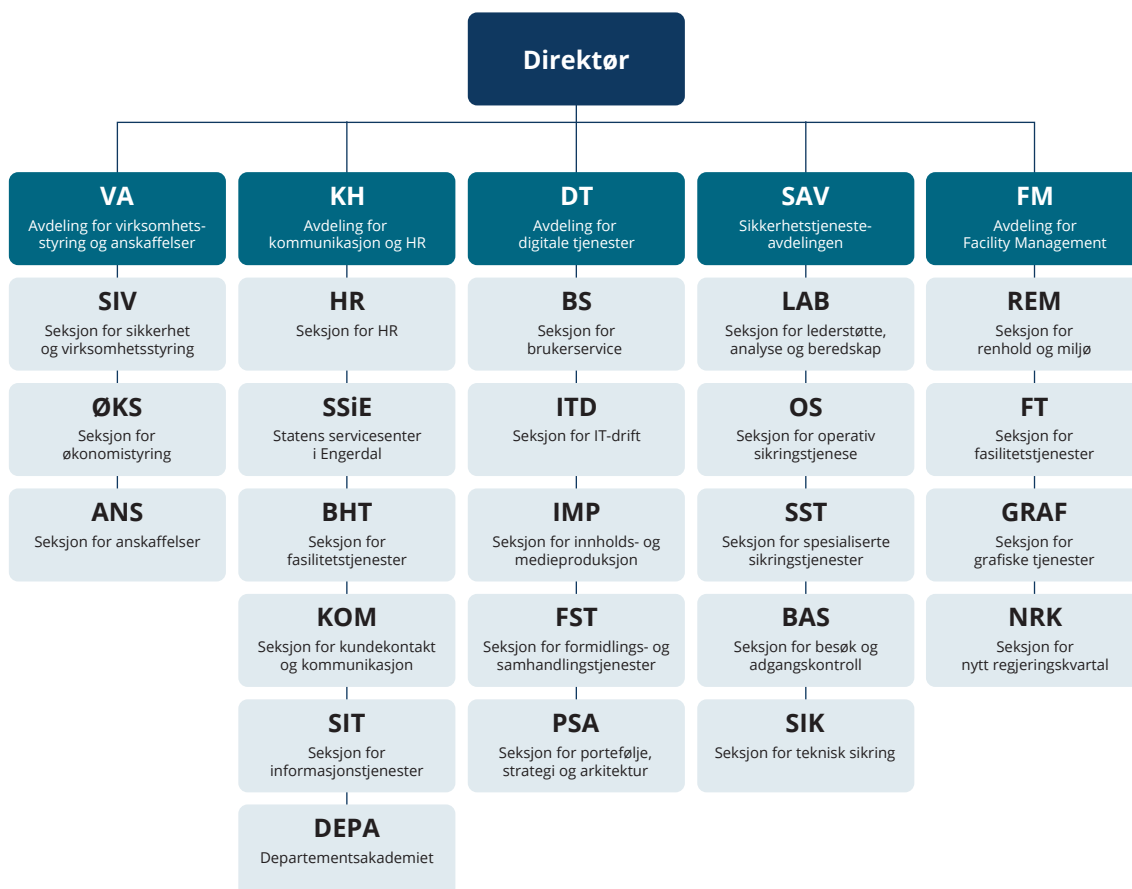 Direktør
VA
Avdeling for virksomhets-
styring og anskaffelser
SIV
Seksjon for sikkerhet
og virksomhetsstyring
ØKS
Seksjon for
økonomistyring
ANS
Seksjon for anskaffelser
KH
Avdeling for
kommunikasjon og HR
HR
Seksjon for HR
SSiE
Statens servicesenter
i Engerdal
BHT
Seksjon for
fasilitetstjenester
KOM
Seksjon for kundekontakt
og kommunikasjon
SIT
Seksjon for
informasjonstjenester
DEPA
Departementsakademiet
DT
Avdeling for
digitale tjenester
BS
Seksjon for
brukerservice
ITD
Seksjon for IT-drift
IMP
Seksjon for innholds- og
medieproduksjon
FST
Seksjon for formidlings- og
samhandlingstjenester
PSA
Seksjon for portefølje,
strategi og arkitektur
SAV
Sikkerhetstjeneste-
avdelingen
LAB
Seksjon for lederstøtte,
analyse og beredskap
OS
Seksjon for operativ
sikringstjenese
SST
Seksjon for spesialiserte
sikringstjenester
BAS
Seksjon for besøk og
adgangskontroll
SIK
Seksjon for teknisk sikring
FM
Avdeling for
Facility Management
REM
Seksjon for
renhold og miljø
FT
Seksjon for
fasilitetstjenester
GRAF
Seksjon for
grafiske tjenester
NRK
Seksjon for
nytt regjeringskvartal